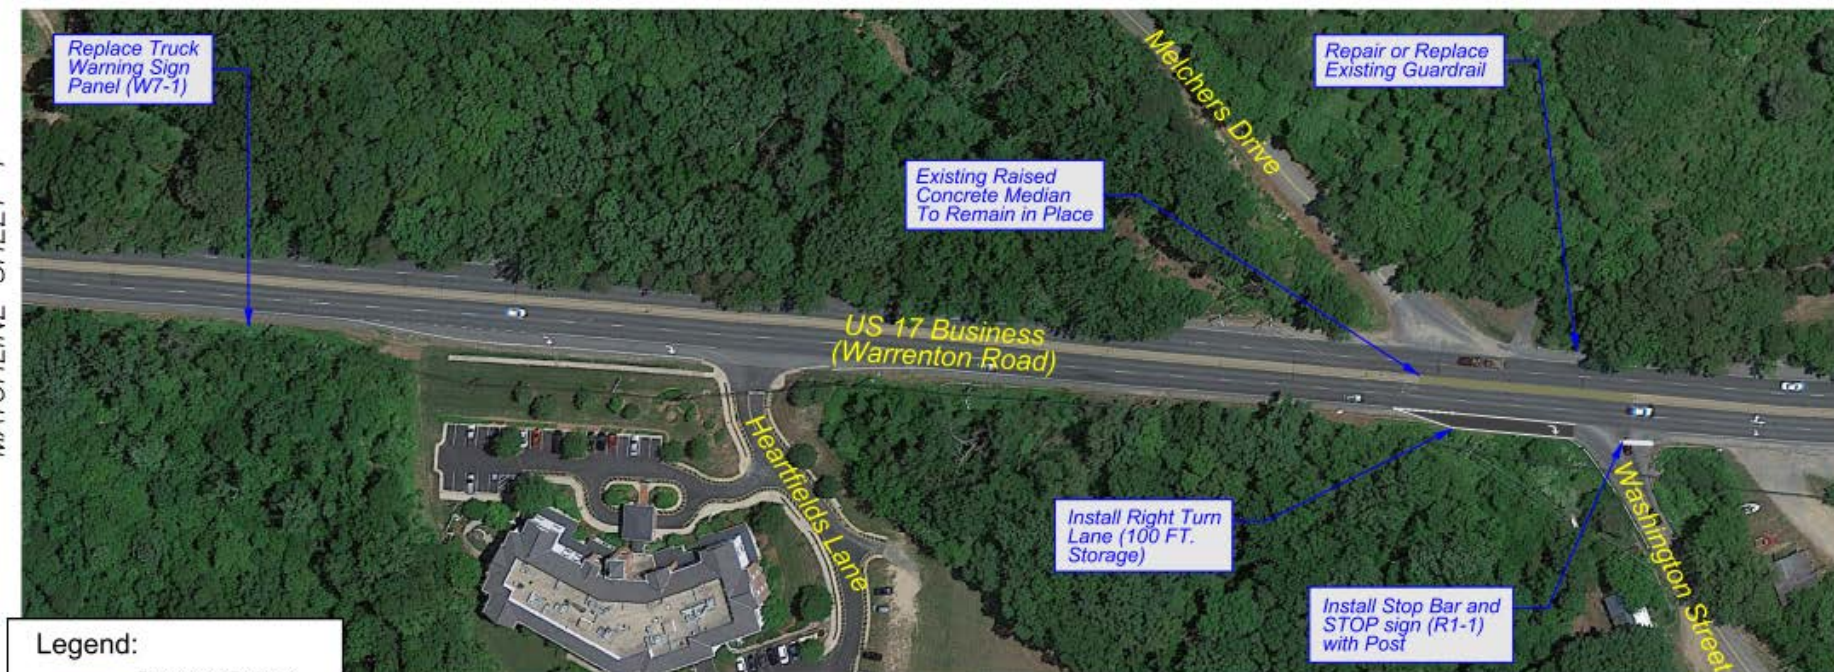 Replace Truck
Warning Sign
Panel (W7-1)
Melchers Drive
Repair or Replace
Existing Guardrail
Existing Raised
Concrete Median
To Remain in Place
US 17 Business
(Warrenton Road)
Heartfields Lane
Install Right Turn
Lane (100 FT.
Storage)
Washington Street
Install Stop Bar and
STOP sign (R1-1)
with Post
Legend: